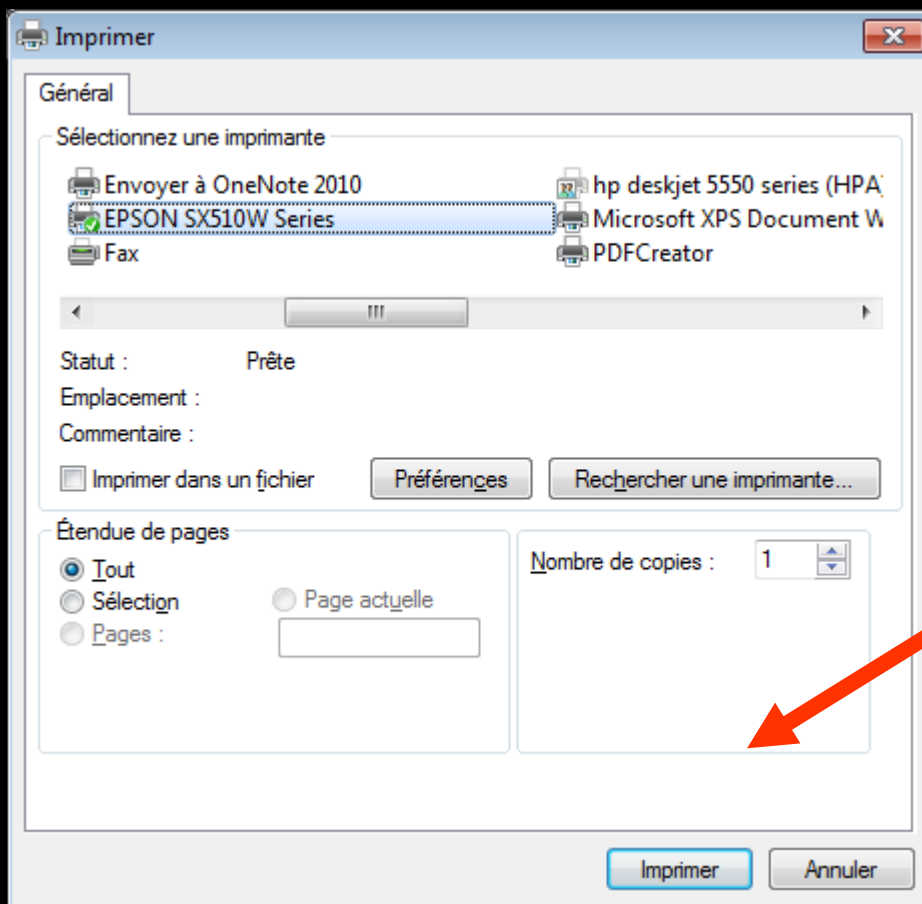 Imprimer
Général
Sélectionnez une imprimante
Envoyer à OneNote 2010
hp deskjet 5550 series (HPA
EPSON SX510W Series
Microsoft XPS Document W
Fax
PDFCreator
Statut : Prête
Emplacement :
Commentaire :
Imprimer dans un fichier
Préférences
Rechercher une imprimante...
Étendue de pages
Tout
Sélection
Page actuelle
Pages :
Nombre de copies : 1
Imprimer
Annuler